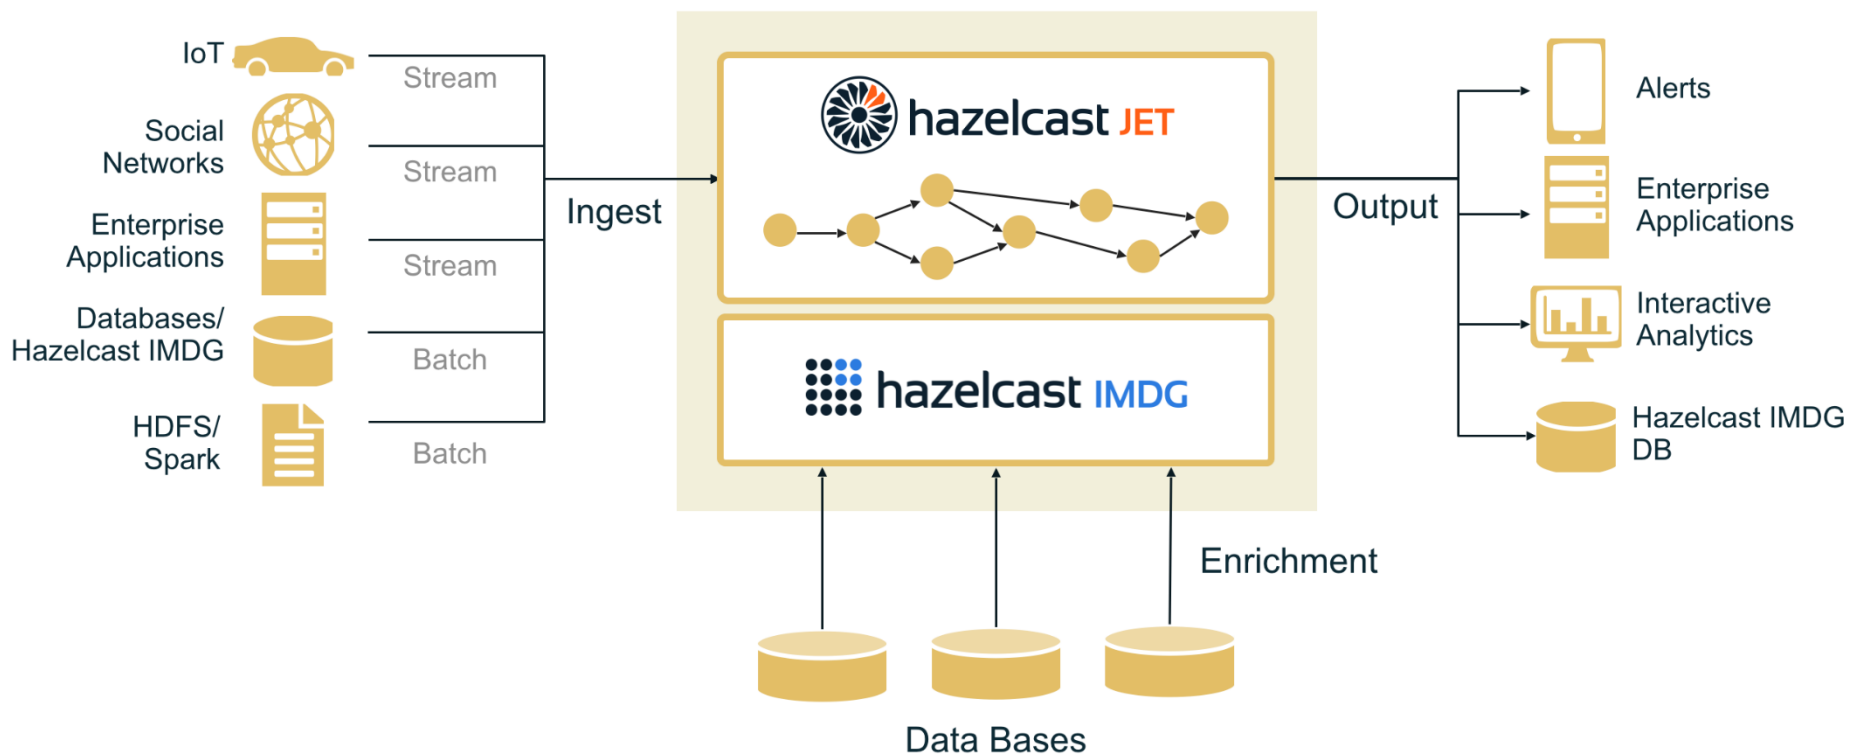 IoT
Stream
Social
Networks
Stream
Enterprise
Applications
Stream
Databases/
Hazelcast IMDG
Batch
HDFS/
Spark
Batch
Ingest
hazelcast JET
hazelcast IMDG
Enrichment
Data Bases
Output
Alerts
Enterprise
Applications
Interactive
Analytics
Hazelcast IMDG
DB